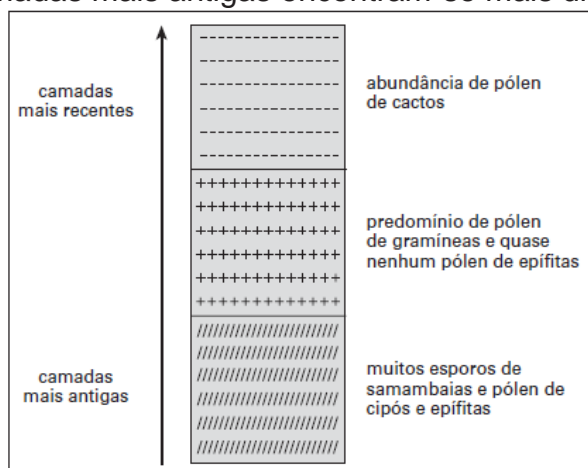 camadas
mais recentes
abundância de pólen
de cactos
predomínio de pólen
de gramíneas e quase
nenhum pólen de epífitas
camadas
mais antigas
muitos esporos de
samambaias e pólen de
cipós e epífitas